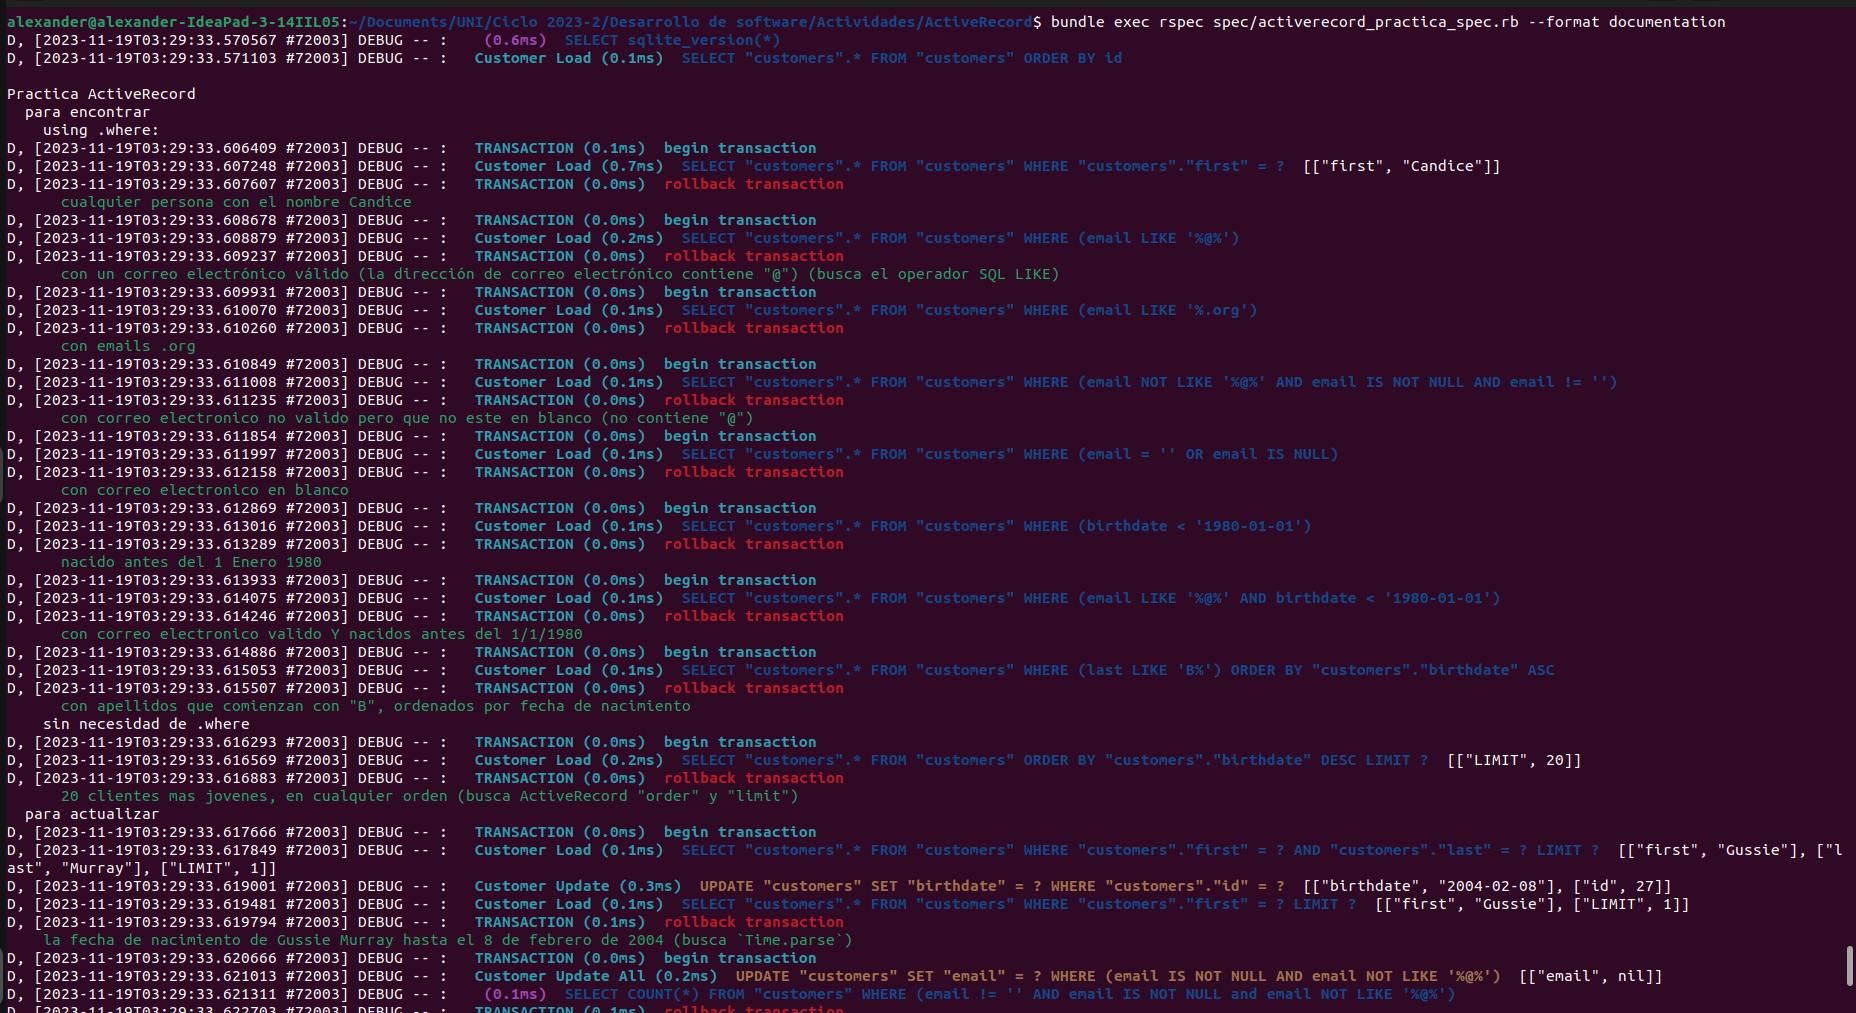 alexander@alexander-IdeaPad-3-14IIL05:~/Documents/UNI/Ciclo 2023-2/Desarrollo de software/Actividades/ActiveRecord$ bundle exec rspec spec/activerecord_practica_spec.rb --format documentation
D, [2023-11-19T03:29:33.570567 #72003] DEBUG -- :    (0.6ms)  SELECT sqlite_version(*)
D, [2023-11-19T03:29:33.571103 #72003] DEBUG -- :   Customer Load (0.1ms)  SELECT "customers".* FROM "customers" ORDER BY id
Practica ActiveRecord
  para encontrar
    using .where:
D, [2023-11-19T03:29:33.606409 #72003] DEBUG -- :   TRANSACTION (0.1ms)  begin transaction
D, [2023-11-19T03:29:33.607248 #72003] DEBUG -- :   Customer Load (0.7ms)  SELECT "customers".* FROM "customers" WHERE "customers"."first" = ?  [["first", "Candice"]]
D, [2023-11-19T03:29:33.607607 #72003] DEBUG -- :   TRANSACTION (0.0ms)  rollback transaction
      cualquier persona con el nombre Candice
D, [2023-11-19T03:29:33.608678 #72003] DEBUG -- :   TRANSACTION (0.0ms)  begin transaction
D, [2023-11-19T03:29:33.608879 #72003] DEBUG -- :   Customer Load (0.2ms)  SELECT "customers".* FROM "customers" WHERE (email LIKE '%@%')
D, [2023-11-19T03:29:33.609237 #72003] DEBUG -- :   TRANSACTION (0.0ms)  rollback transaction
      con un correo electrónico válido (la dirección de correo electrónico contiene "@") (busca el operador SQL LIKE)
D, [2023-11-19T03:29:33.609931 #72003] DEBUG -- :   TRANSACTION (0.0ms)  begin transaction
D, [2023-11-19T03:29:33.610070 #72003] DEBUG -- :   Customer Load (0.1ms)  SELECT "customers".* FROM "customers" WHERE (email LIKE '%.org')
D, [2023-11-19T03:29:33.610260 #72003] DEBUG -- :   TRANSACTION (0.0ms)  rollback transaction
      con emails .org
D, [2023-11-19T03:29:33.610849 #72003] DEBUG -- :   TRANSACTION (0.0ms)  begin transaction
D, [2023-11-19T03:29:33.611008 #72003] DEBUG -- :   Customer Load (0.1ms)  SELECT "customers".* FROM "customers" WHERE (email NOT LIKE '%@%' AND email IS NOT NULL AND email != '')
D, [2023-11-19T03:29:33.611235 #72003] DEBUG -- :   TRANSACTION (0.0ms)  rollback transaction
      con correo electronico no valido pero que no este en blanco (no contiene "@")
D, [2023-11-19T03:29:33.611854 #72003] DEBUG -- :   TRANSACTION (0.0ms)  begin transaction
D, [2023-11-19T03:29:33.611997 #72003] DEBUG -- :   Customer Load (0.1ms)  SELECT "customers".* FROM "customers" WHERE (email = '' OR email IS NULL)
D, [2023-11-19T03:29:33.612158 #72003] DEBUG -- :   TRANSACTION (0.0ms)  rollback transaction
      con correo electronico en blanco
D, [2023-11-19T03:29:33.612869 #72003] DEBUG -- :   TRANSACTION (0.0ms)  begin transaction
D, [2023-11-19T03:29:33.613016 #72003] DEBUG -- :   Customer Load (0.1ms)  SELECT "customers".* FROM "customers" WHERE (birthdate < '1980-01-01')
D, [2023-11-19T03:29:33.613289 #72003] DEBUG -- :   TRANSACTION (0.0ms)  rollback transaction
      nacido antes del 1 Enero 1980
D, [2023-11-19T03:29:33.613933 #72003] DEBUG -- :   TRANSACTION (0.0ms)  begin transaction
D, [2023-11-19T03:29:33.614075 #72003] DEBUG -- :   Customer Load (0.1ms)  SELECT "customers".* FROM "customers" WHERE (email LIKE '%@%' AND birthdate < '1980-01-01')
D, [2023-11-19T03:29:33.614246 #72003] DEBUG -- :   TRANSACTION (0.0ms)  rollback transaction
      con correo electronico valido Y nacidos antes del 1/1/1980
D, [2023-11-19T03:29:33.614886 #72003] DEBUG -- :   TRANSACTION (0.0ms)  begin transaction
D, [2023-11-19T03:29:33.615053 #72003] DEBUG -- :   Customer Load (0.1ms)  SELECT "customers".* FROM "customers" WHERE (last LIKE 'B%') ORDER BY "customers"."birthdate" ASC
D, [2023-11-19T03:29:33.615507 #72003] DEBUG -- :   TRANSACTION (0.0ms)  rollback transaction
      con apellidos que comienzan con "B", ordenados por fecha de nacimiento
    sin necesidad de .where
D, [2023-11-19T03:29:33.616293 #72003] DEBUG -- :   TRANSACTION (0.0ms)  begin transaction
D, [2023-11-19T03:29:33.616569 #72003] DEBUG -- :   Customer Load (0.2ms)  SELECT "customers".* FROM "customers" ORDER BY "customers"."birthdate" DESC LIMIT ?  [["LIMIT", 20]]
D, [2023-11-19T03:29:33.616883 #72003] DEBUG -- :   TRANSACTION (0.0ms)  rollback transaction
      20 clientes mas jovenes, en cualquier orden (busca ActiveRecord "order" y "limit")
  para actualizar
D, [2023-11-19T03:29:33.617666 #72003] DEBUG -- :   TRANSACTION (0.0ms)  begin transaction
D, [2023-11-19T03:29:33.617849 #72003] DEBUG -- :   Customer Load (0.1ms)  SELECT "customers".* FROM "customers" WHERE "customers"."first" = ? AND "customers"."last" = ? LIMIT ?  [["first", "Gussie"], ["l
ast", "Murray"], ["LIMIT", 1]]
D, [2023-11-19T03:29:33.619001 #72003] DEBUG -- :   Customer Update (0.3ms)  UPDATE "customers" SET "birthdate" = ? WHERE "customers"."id" = ?  [["birthdate", "2004-02-08"], ["id", 27]]
D, [2023-11-19T03:29:33.619481 #72003] DEBUG -- :   Customer Load (0.1ms)  SELECT "customers".* FROM "customers" WHERE "customers"."first" = ? LIMIT ?  [["first", "Gussie"], ["LIMIT", 1]]
D, [2023-11-19T03:29:33.619794 #72003] DEBUG -- :   TRANSACTION (0.1ms)  rollback transaction
    la fecha de nacimiento de Gussie Murray hasta el 8 de febrero de 2004 (busca `Time.parse`)
D, [2023-11-19T03:29:33.620666 #72003] DEBUG -- :   TRANSACTION (0.0ms)  begin transaction
D, [2023-11-19T03:29:33.621013 #72003] DEBUG -- :   Customer Update All (0.2ms)  UPDATE "customers" SET "email" = ? WHERE (email IS NOT NULL AND email NOT LIKE '%@%')  [["email", nil]]
D, [2023-11-19T03:29:33.621311 #72003] DEBUG -- :    (0.1ms)  SELECT COUNT(*) FROM "customers" WHERE (email != '' AND email IS NOT NULL and email NOT LIKE '%@%')
D, [2023-11-19T03:29:33.622703 #72003] DEBUG -- :   TRANSACTION (0.1ms)  rollback transaction